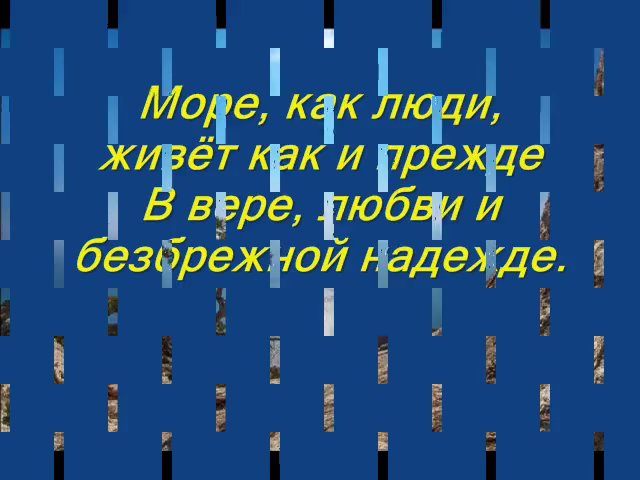 Море, как люди,
живёт как и прежде
В вере, любви и
безбрежной надежде.